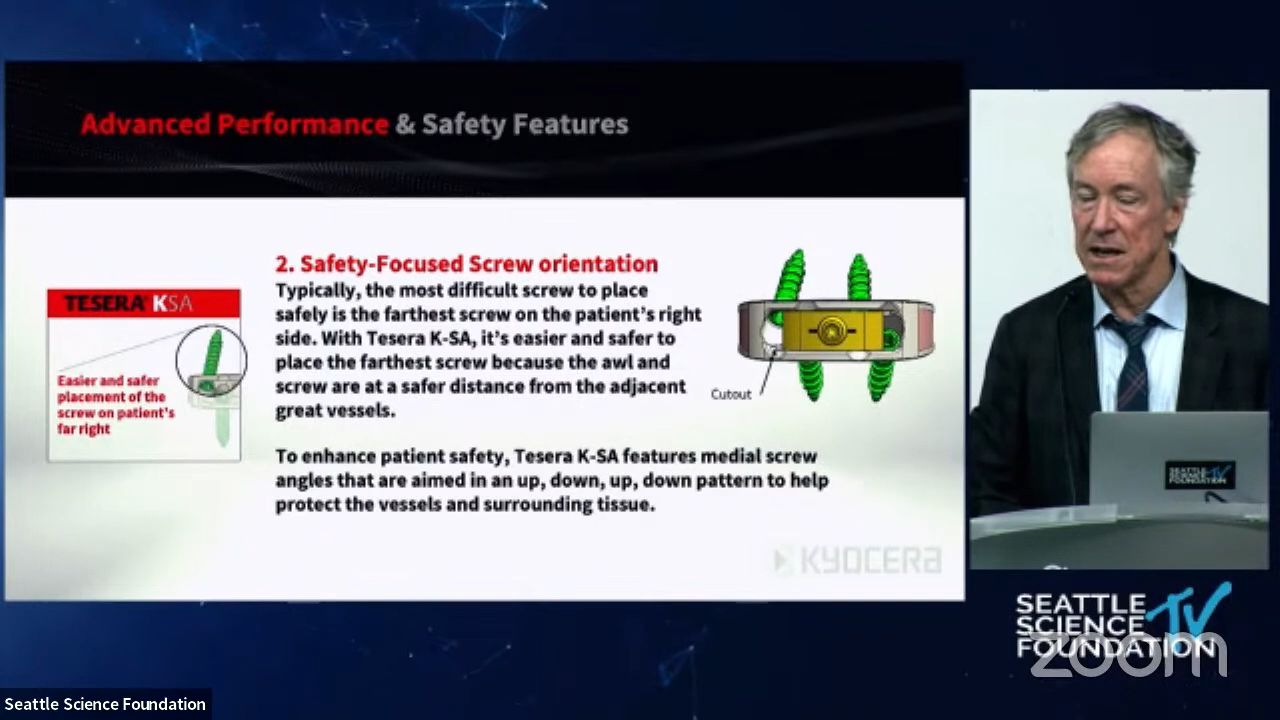 Advanced Performance & Safety Features
TESERA KSA
Easier and safer
placement of the
screw on patient's
far right
2. Safety-Focused Screw orientation
Typically, the most difficult screw to place
safely is the farthest screw on the patient's right
side. With Tesera K-SA, it's easier and safer to
place the farthest screw because the awl and
screw are at a safer distance from the adjacent
great vessels.
To enhance patient safety, Tesera K-SA features medial screw
angles that are aimed in an up, down, up, down pattern to help
protect the vessels and surrounding tissue.
Cutout
KYOCERA
SEATTLE
SCIENCE TV
FOUNDATION
SEATTLE
SCIENCE TV
FOUNDATION
zoom
Seattle Science Foundation